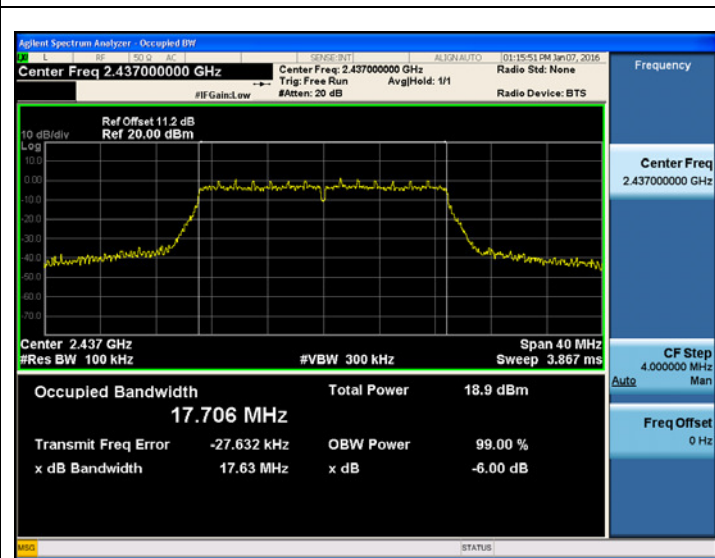 Agilent Spectrum Analyzer - Occupied BW
L RF 50 Ω AC SENSE:INT ALIGN AUTO 01:15:51 PM Jan 07, 2016
Center Freq 2.437000000 GHz
Center Freq: 2.437000000 GHz Radio Std: None
Trig: Free Run Avg|Hold: 1/1
#IFGain:Low #Atten: 20 dB Radio Device: BTS
Ref Offset 11.2 dB
10 dB/div Ref 20.00 dBm
Log
10.0
0.00
-10.0
-20.0
-30.0
-40.0
-50.0
-60.0
-70.0
Center 2.437 GHz Span 40 MHz
#Res BW 100 kHz #VBW 300 kHz Sweep 3.867 ms
Occupied Bandwidth Total Power 18.9 dBm
17.706 MHz
Transmit Freq Error -27.632 kHz OBW Power 99.00 %
x dB Bandwidth 17.63 MHz x dB -6.00 dB
MSG STATUS
Frequency
Center Freq
2.437000000 GHz
CF Step
4.000000 MHz
Auto Man
Freq Offset
0 Hz